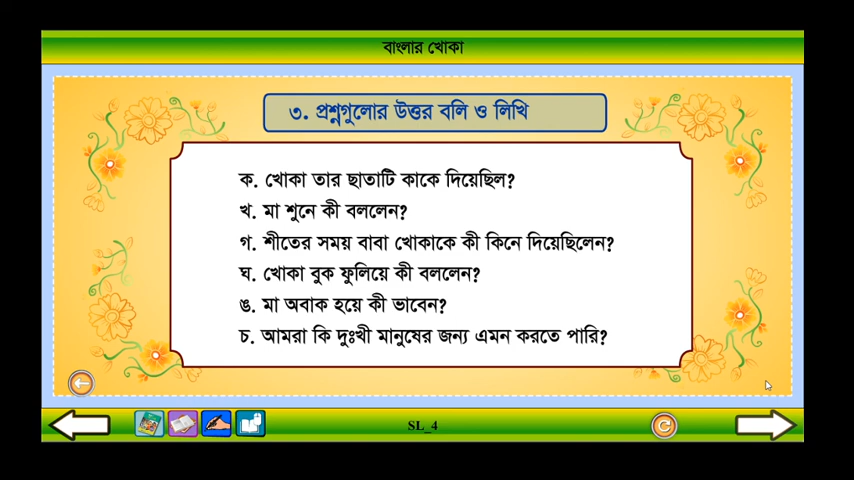 বাংলার খোকা
৩. প্রশ্নগুলোর উত্তর বলি ও লিখি
ক. খোকা তার ছাতাটি কাকে দিয়েছিল?
খ. মা শুনে কী বললেন?
গ. শীতের সময় বাবা খোকাকে কী কিনে দিয়েছিলেন?
ঘ. খোকা বুক ফুলিয়ে কী বললেন?
ঙ. মা অবাক হয়ে কী ভাবেন?
চ. আমরা কি দুঃখী মানুষের জন্য এমন করতে পারি?
SL_4